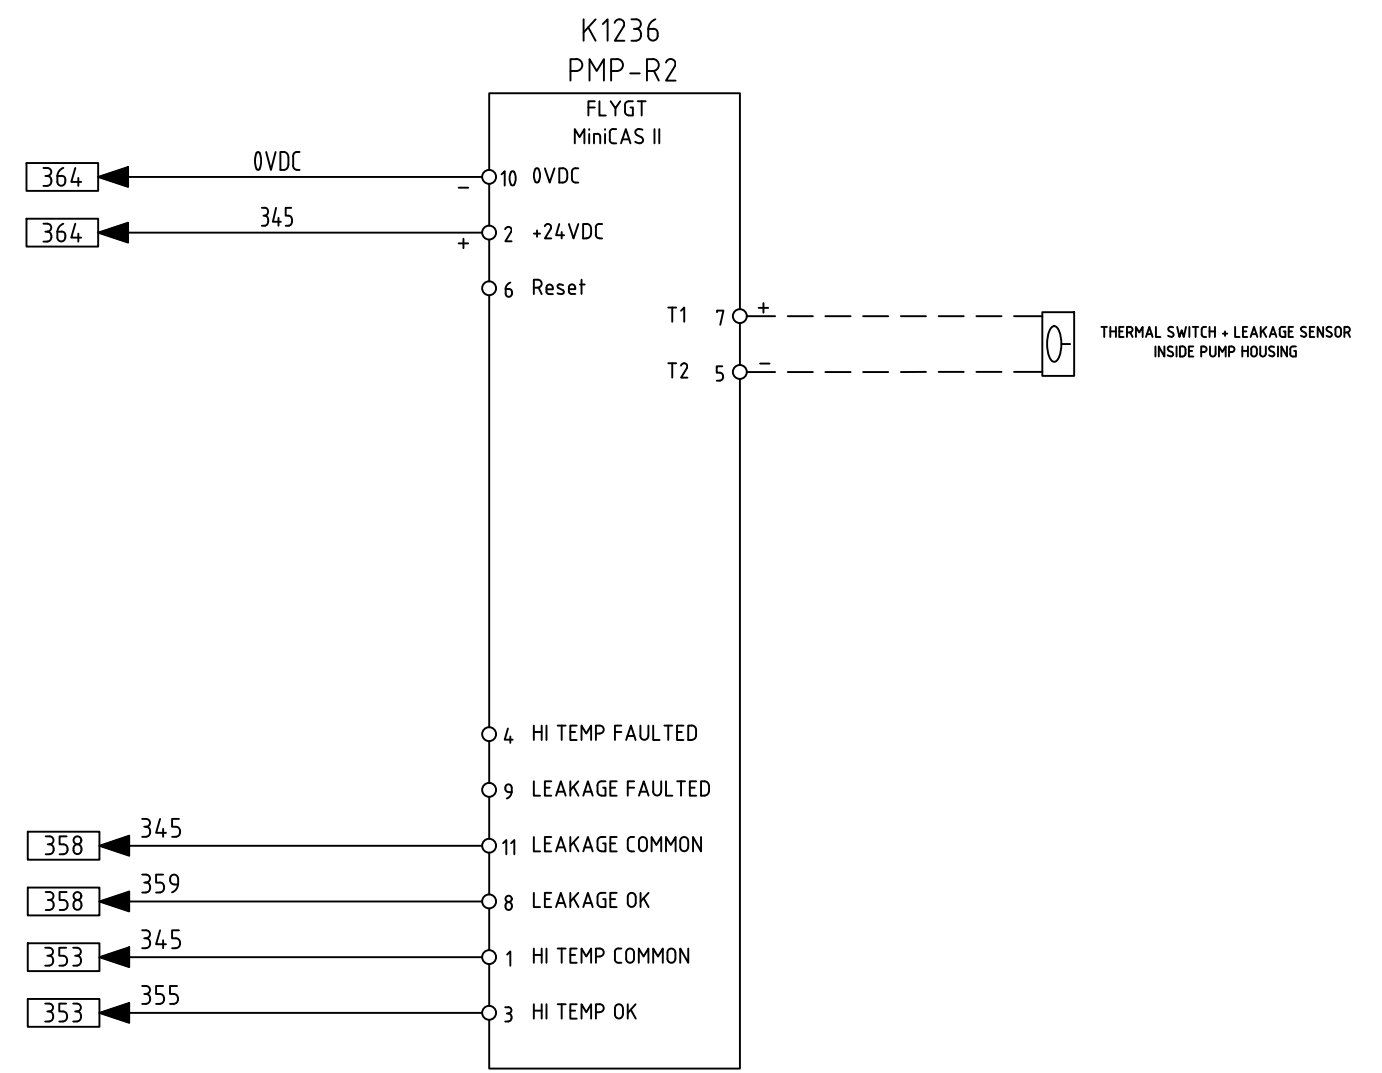 K1236
PMP-R2
FLYGT
MiniCAS II
364 0VDC - 10 0VDC
364 345 + 2 +24VDC
6 Reset
T1 7 +
T2 5 -
THERMAL SWITCH + LEAKAGE SENSOR
INSIDE PUMP HOUSING
4 HI TEMP FAULTED
9 LEAKAGE FAULTED
358 345 11 LEAKAGE COMMON
358 359 8 LEAKAGE OK
353 345 1 HI TEMP COMMON
353 355 3 HI TEMP OK